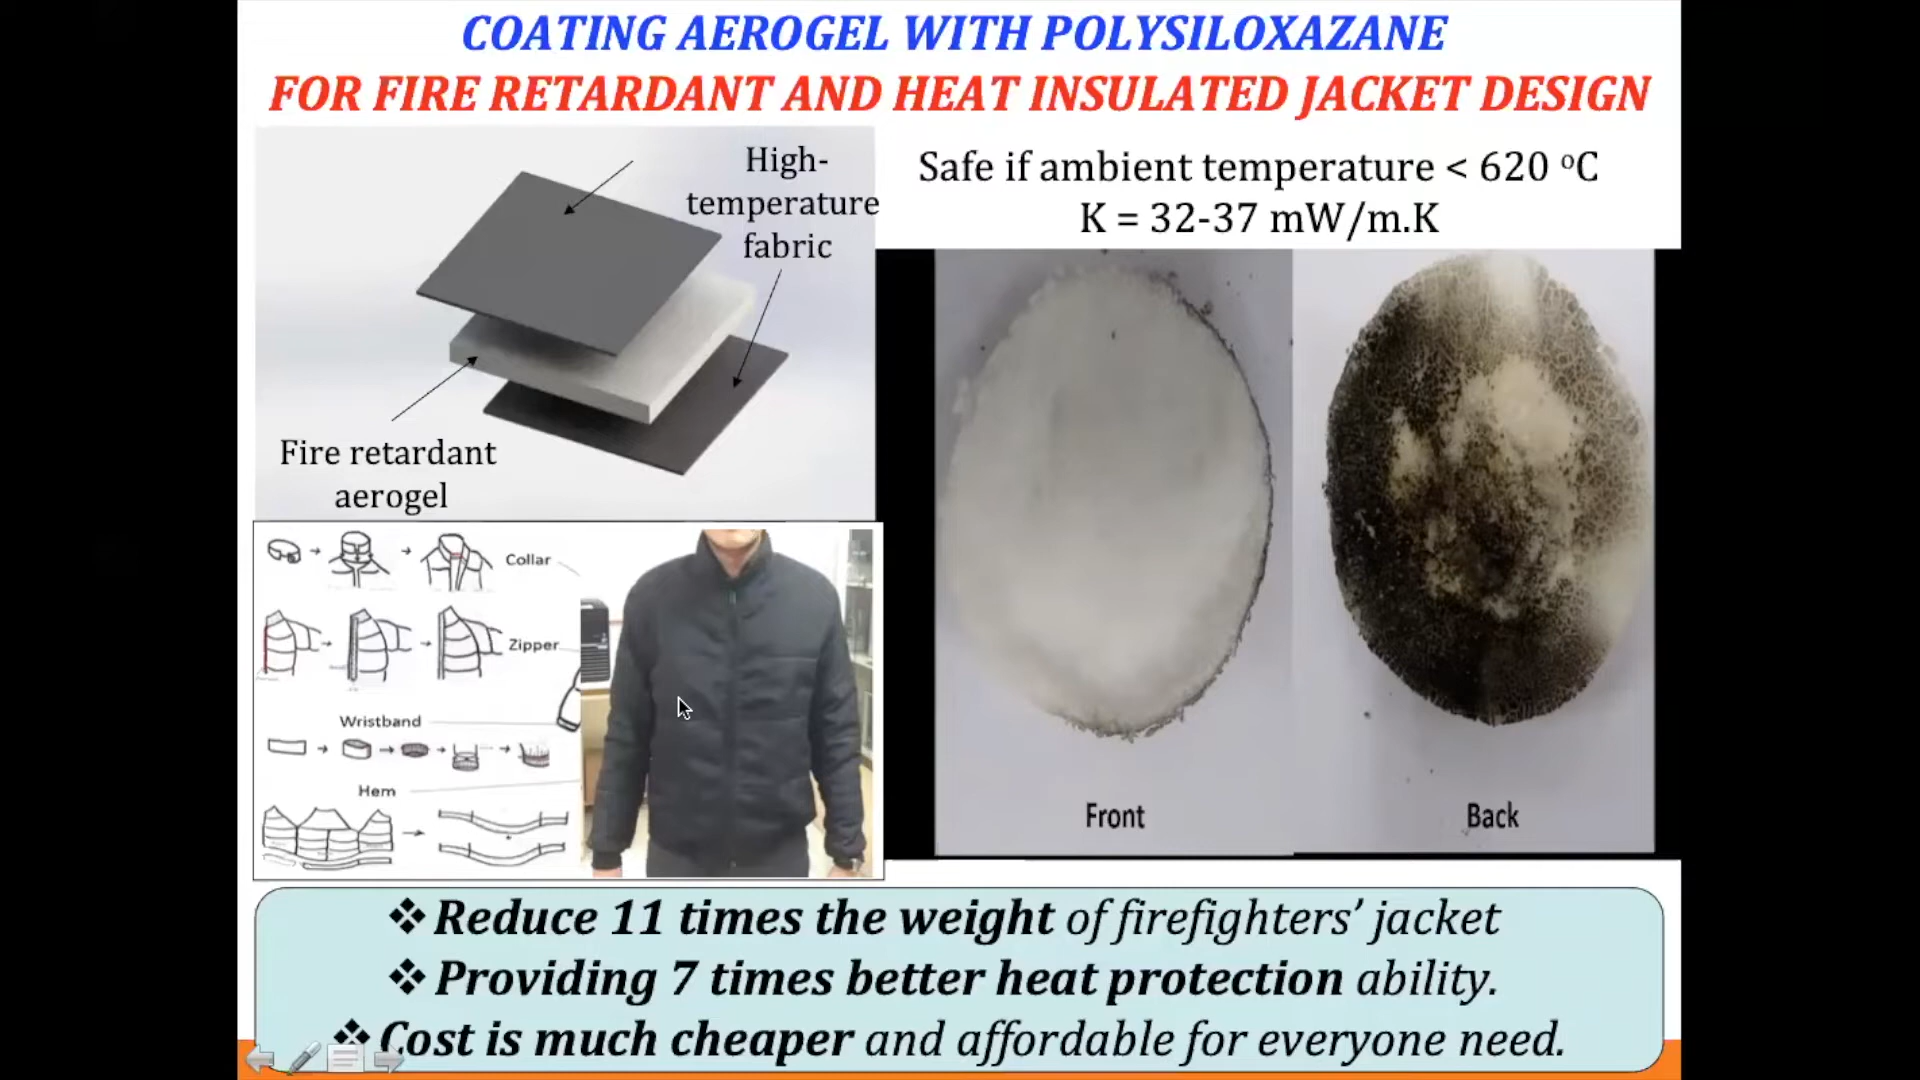 COATING AEROGEL WITH POLYSILOXAZANE
FOR FIRE RETARDANT AND HEAT INSULATED JACKET DESIGN
High-
temperature
fabric
Fire retardant
aerogel
Safe if ambient temperature < 620 ᵒC
K = 32-37 mW/m.K
Collar
Zipper
Wristband
Hem
Front
Back
❖ Reduce 11 times the weight of firefighters’ jacket
❖ Providing 7 times better heat protection ability.
❖ Cost is much cheaper and affordable for everyone need.